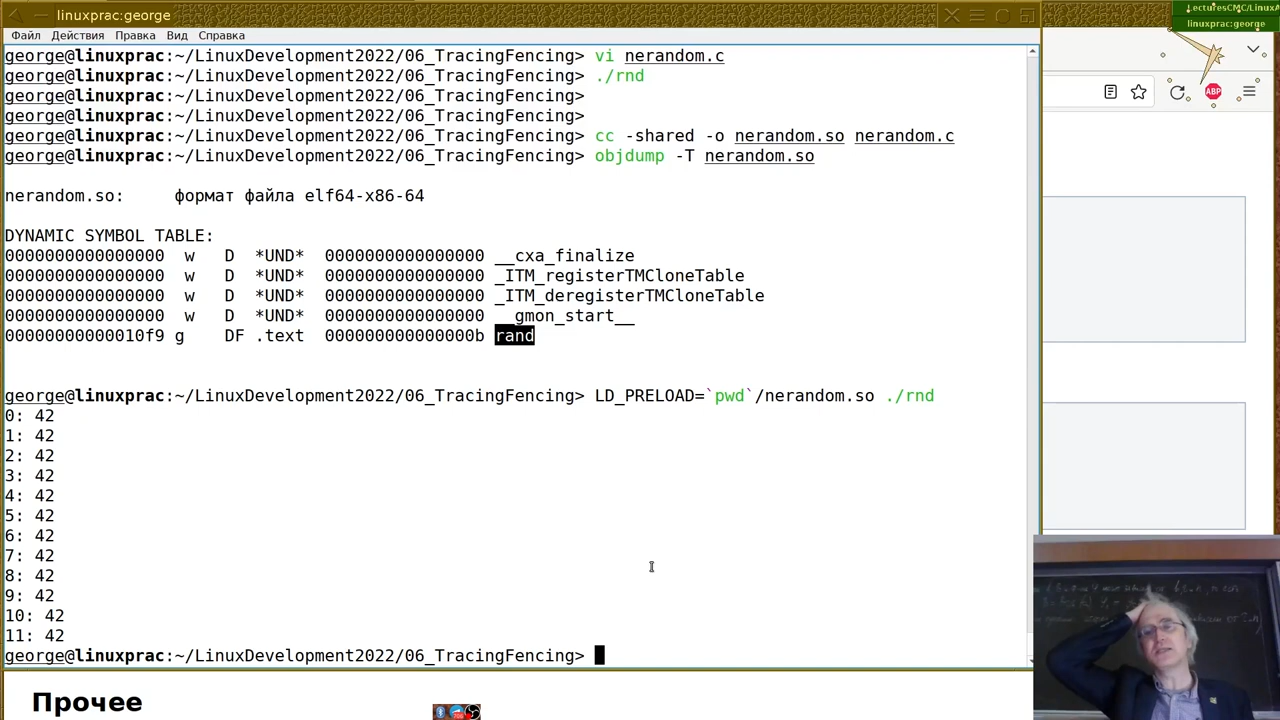 linuxprac:george
LecturesCMC/LinuxA
linuxprac:george
Файл Действия Правка Вид Справка
george@linuxprac:~/LinuxDevelopment2022/06_TracingFencing> vi nerandom.c
george@linuxprac:~/LinuxDevelopment2022/06_TracingFencing> ./rnd
george@linuxprac:~/LinuxDevelopment2022/06_TracingFencing>
george@linuxprac:~/LinuxDevelopment2022/06_TracingFencing>
george@linuxprac:~/LinuxDevelopment2022/06_TracingFencing> cc -shared -o nerandom.so nerandom.c
george@linuxprac:~/LinuxDevelopment2022/06_TracingFencing> objdump -T nerandom.so
nerandom.so:     формат файла elf64-x86-64
DYNAMIC SYMBOL TABLE:
0000000000000000  w   D  *UND*  0000000000000000 __cxa_finalize
0000000000000000  w   D  *UND*  0000000000000000 _ITM_registerTMCloneTable
0000000000000000  w   D  *UND*  0000000000000000 _ITM_deregisterTMCloneTable
0000000000000000  w   D  *UND*  0000000000000000 __gmon_start__
00000000000010f9 g    DF .text  000000000000000b rand
george@linuxprac:~/LinuxDevelopment2022/06_TracingFencing> LD_PRELOAD=`pwd`/nerandom.so ./rnd
0: 42
1: 42
2: 42
3: 42
4: 42
5: 42
6: 42
7: 42
8: 42
9: 42
10: 42
11: 42
george@linuxprac:~/LinuxDevelopment2022/06_TracingFencing>
Прочее
ABP